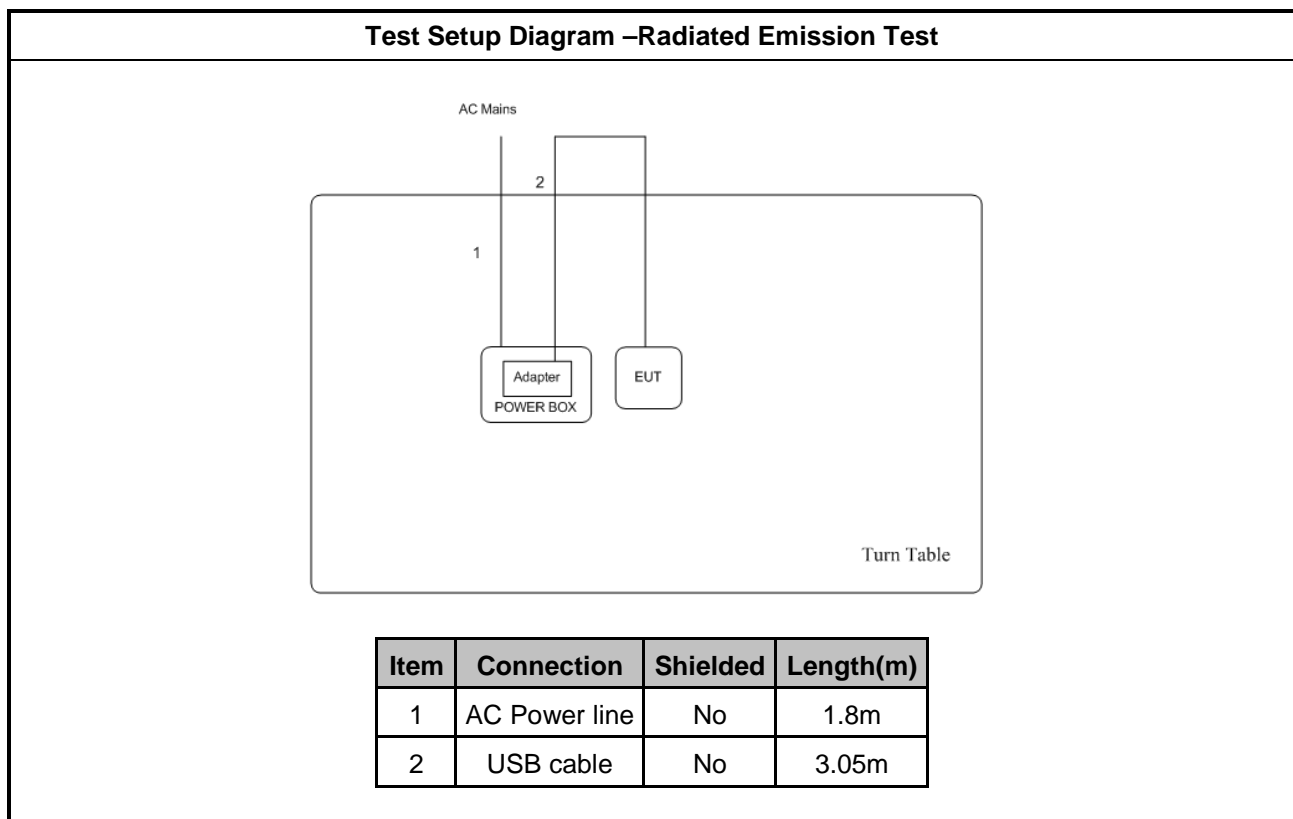 Test Setup Diagram –Radiated Emission Test
AC Mains
2
1
Adapter
POWER BOX
EUT
Turn Table
Item Connection Shielded Length(m)
1 AC Power line No 1.8m
2 USB cable No 3.05m